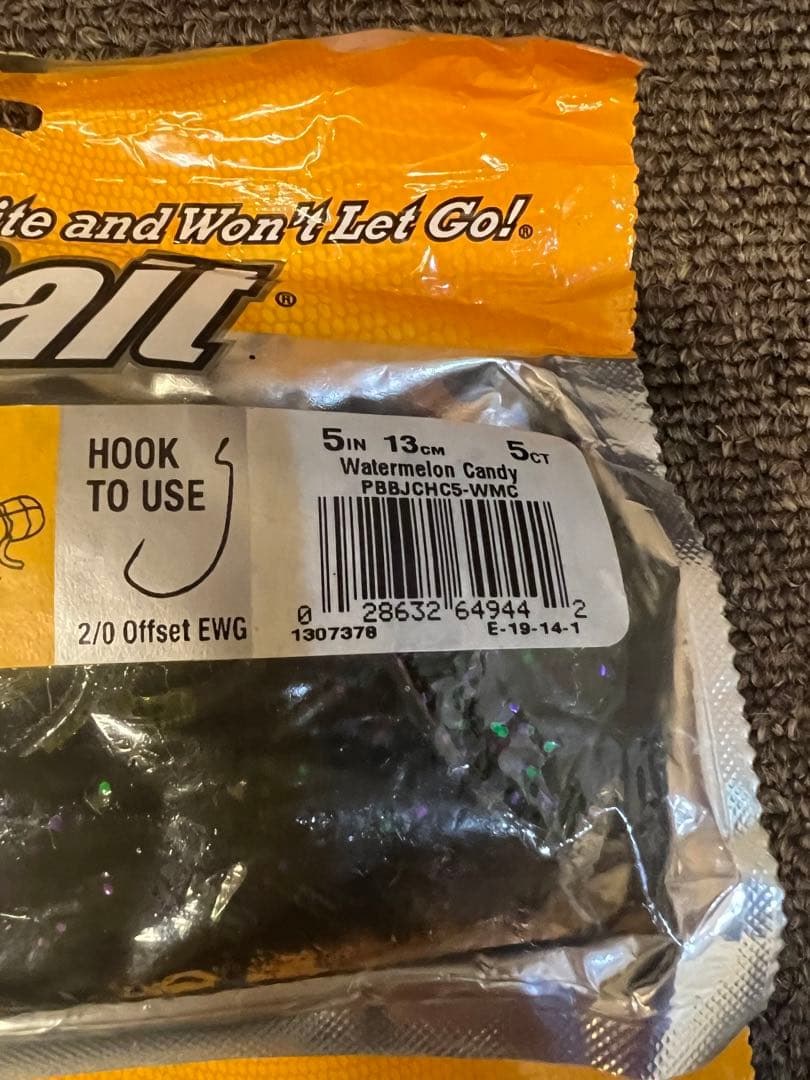 ite and Won't Let Go!®
ait®
HOOK
TO USE
2/0 Offset EWG
5IN 13CM 5CT
Watermelon Candy
PBBJCHC5-WMC
0 28632 64944 2
1307378 E-19-14-1